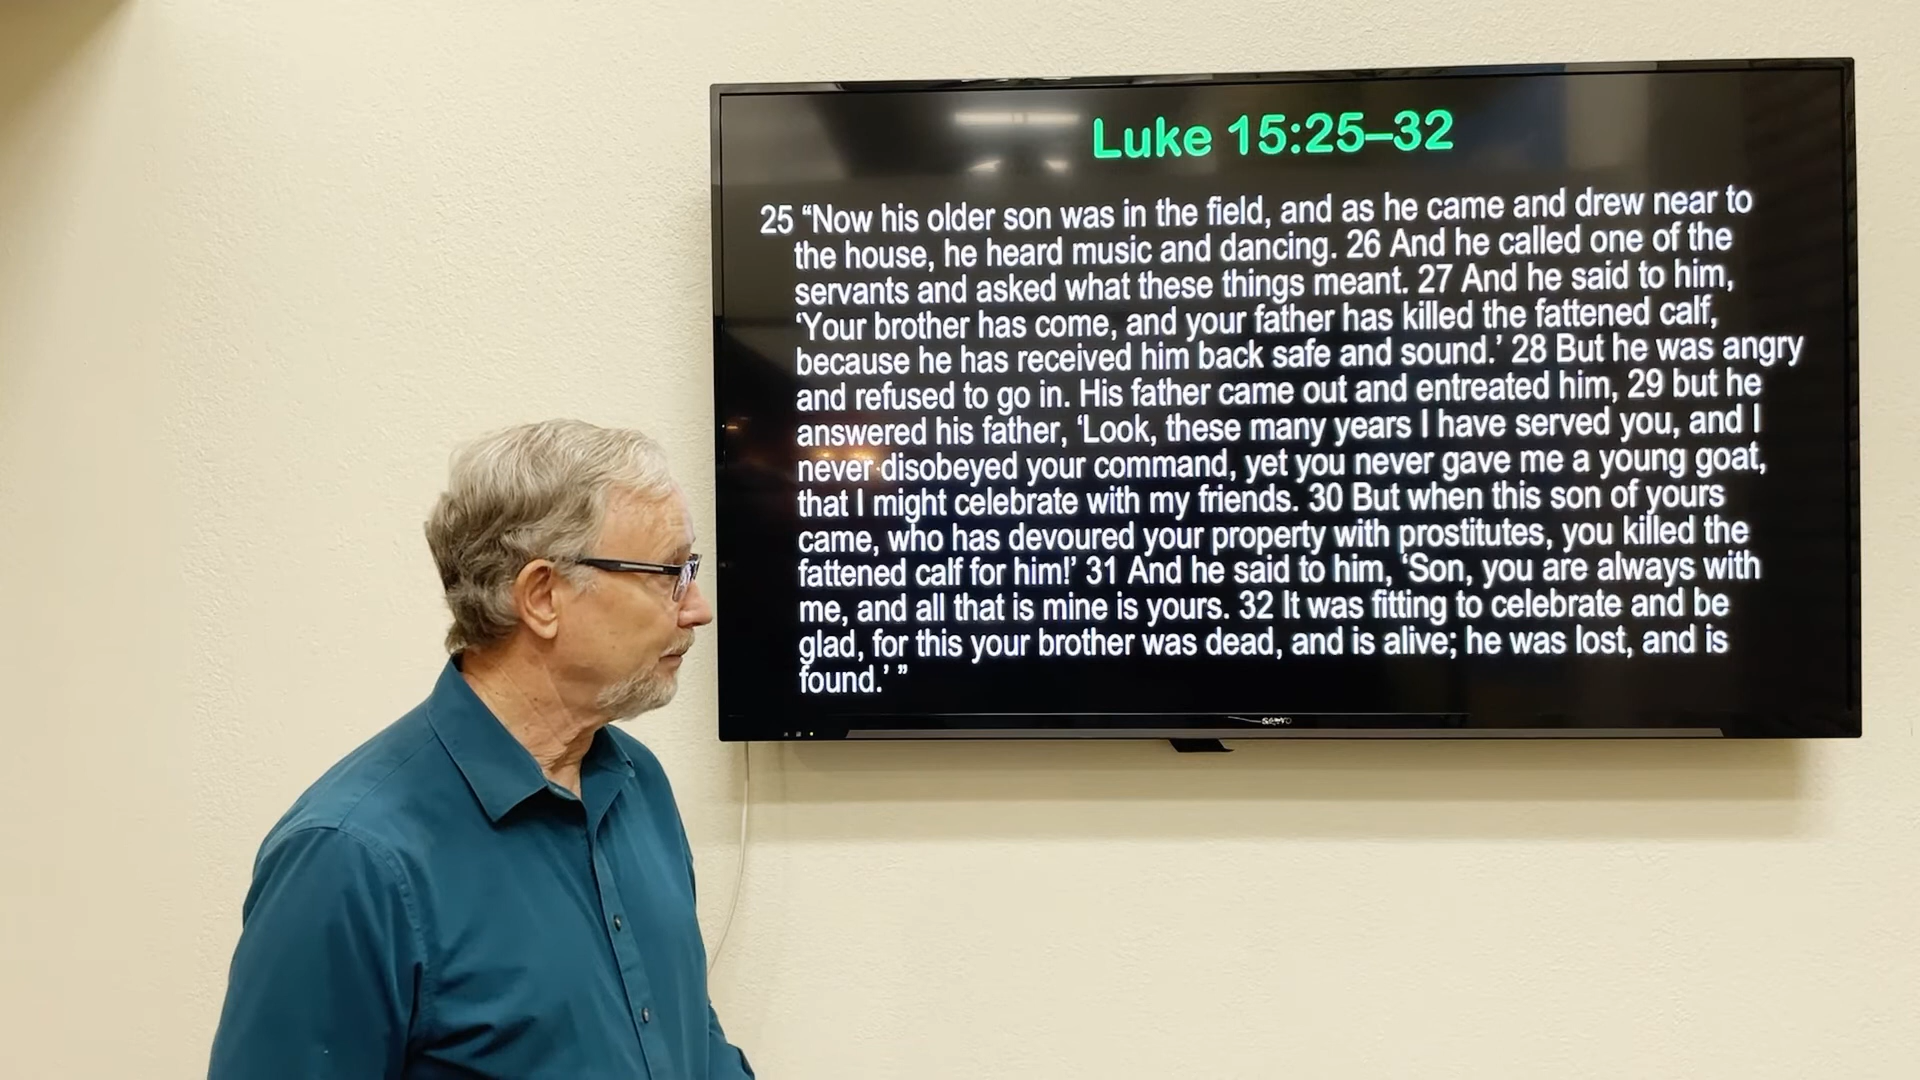 Luke 15:25–32
25 “Now his older son was in the field, and as he came and drew near to
the house, he heard music and dancing. 26 And he called one of the
servants and asked what these things meant. 27 And he said to him,
‘Your brother has come, and your father has killed the fattened calf,
because he has received him back safe and sound.’ 28 But he was angry
and refused to go in. His father came out and entreated him, 29 but he
answered his father, ‘Look, these many years I have served you, and I
never disobeyed your command, yet you never gave me a young goat,
that I might celebrate with my friends. 30 But when this son of yours
came, who has devoured your property with prostitutes, you killed the
fattened calf for him!’ 31 And he said to him, ‘Son, you are always with
me, and all that is mine is yours. 32 It was fitting to celebrate and be
glad, for this your brother was dead, and is alive; he was lost, and is
found.’ ”
SANYO